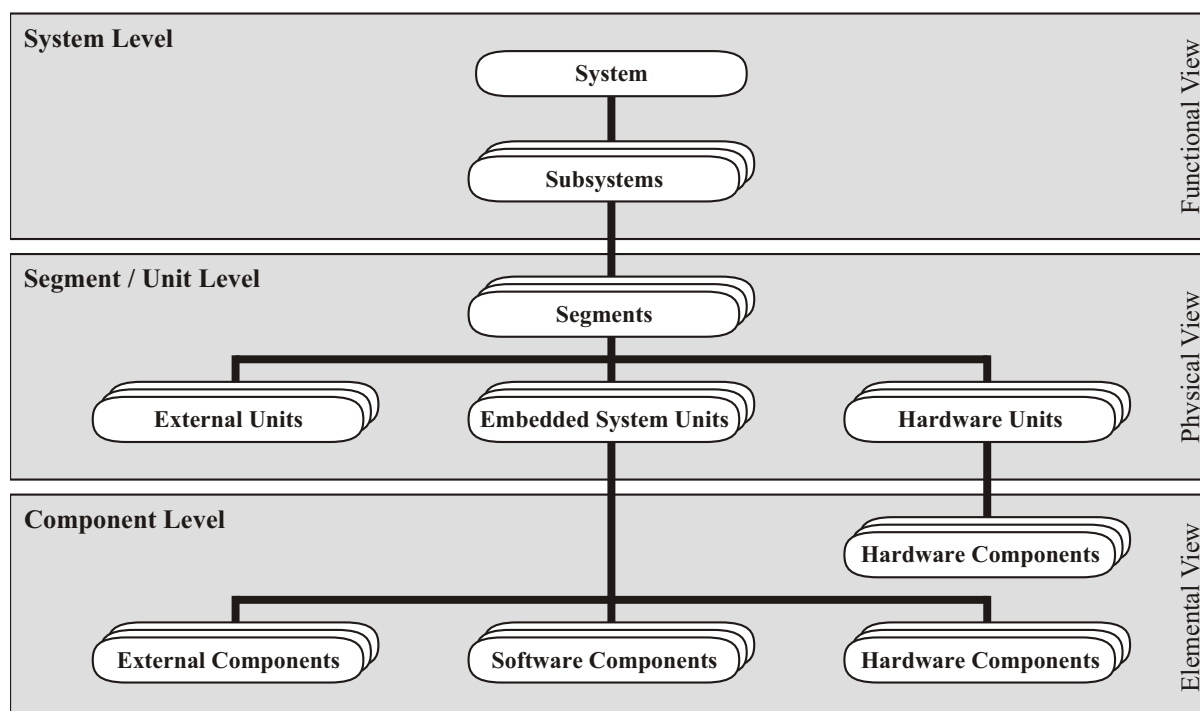 System Level
System
Subsystems
Functional View
Segment / Unit Level
Segments
External Units
Embedded System Units
Hardware Units
Physical View
Component Level
Hardware Components
External Components
Software Components
Hardware Components
Elemental View